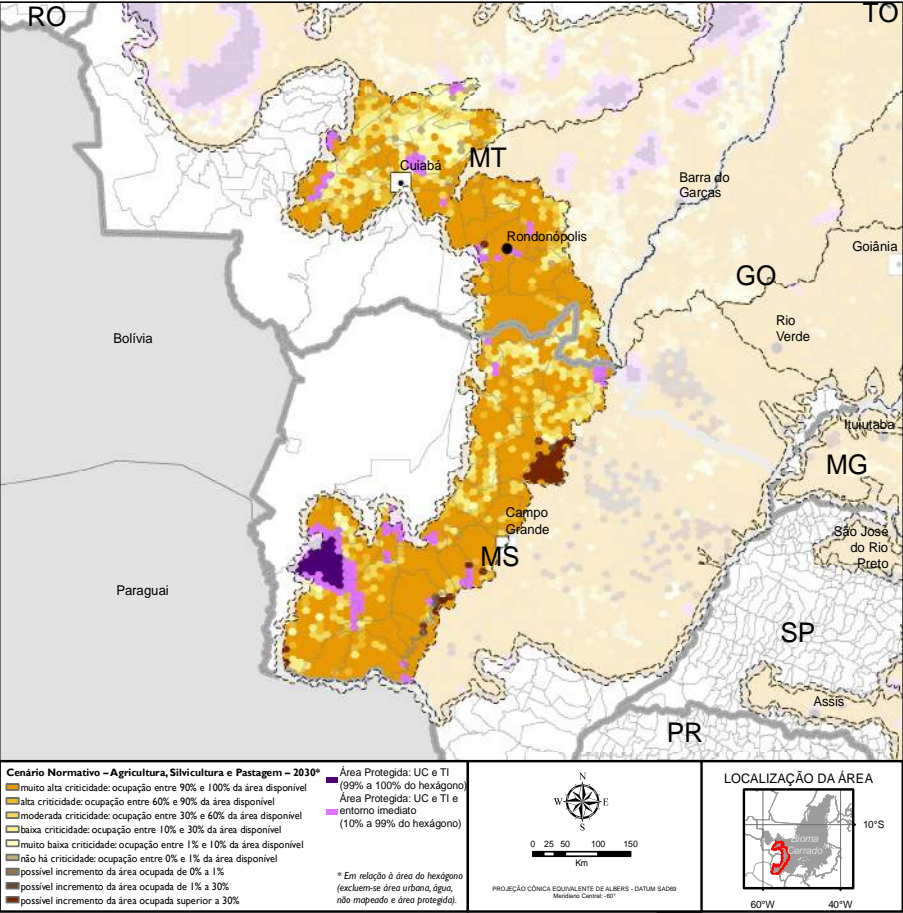 RO
TO
MT
Cuiabá
Barra do
Garças
Rondonópolis
Goiânia
GO
Bolívia
Rio
Verde
Ituiutaba
MG
Campo
Grande
São José
do Rio
Preto
MS
Paraguai
SP
Assis
PR
Cenário Normativo – Agricultura, Silvicultura e Pastagem – 2030*
muito alta criticidade: ocupação entre 90% e 100% da área disponível
alta criticidade: ocupação entre 60% e 90% da área disponível
moderada criticidade: ocupação entre 30% e 60% da área disponível
baixa criticidade: ocupação entre 10% e 30% da área disponível
muito baixa criticidade: ocupação entre 1% e 10% da área disponível
não há criticidade: ocupação entre 0% e 1% da área disponível
possível incremento da área ocupada de 0% a 1%
possível incremento da área ocupada de 1% a 30%
possível incremento da área ocupada superior a 30%
Área Protegida: UC e TI
(99% a 100% do hexágono)
Área Protegida: UC e TI e
entorno imediato
(10% a 99% do hexágono)
* Em relação à área do hexágono
(excluem-se área urbana, água,
não mapeado e área protegida).
N
W E
S
0 25 50 100 150
Km
PROJEÇÃO CÔNICA EQUIVALENTE DE ALBERS - DATUM SAD69
Meridiano Central: -60°
LOCALIZAÇÃO DA ÁREA
10°S
Bioma
Cerrado
60°W 40°W